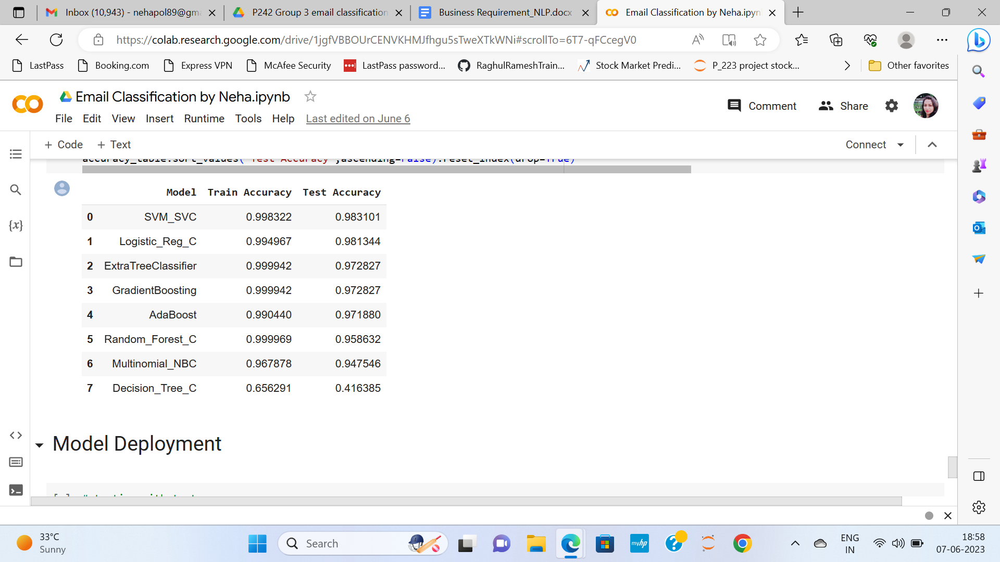 Inbox (10,943) - nehapol89@gma
P242 Group 3 email classification
Business Requirement_NLP.docx
Email Classification by Neha.ipyn
https://colab.research.google.com/drive/1jgfVBBOUrCENVKHMJfhgu5sTweXTkWNi#scrollTo=6T7-qFCcegV0
LastPass
Booking.com
Express VPN
McAfee Security
LastPass password...
RaghulRameshTrain...
Stock Market Predi...
P_223 project stock...
Other favorites
Email Classification by Neha.ipynb
Comment
Share
File Edit View Insert Runtime Tools Help Last edited on June 6
+ Code + Text
Connect
accuracy_table.sort_values('Test Accuracy',ascending=False).reset_index(drop=True)
Model Train Accuracy Test Accuracy
0 SVM_SVC 0.998322 0.983101
1 Logistic_Reg_C 0.994967 0.981344
2 ExtraTreeClassifier 0.999942 0.972827
3 GradientBoosting 0.999942 0.972827
4 AdaBoost 0.990440 0.971880
5 Random_Forest_C 0.999969 0.958632
6 Multinomial_NBC 0.967878 0.947546
7 Decision_Tree_C 0.656291 0.416385
{x}
Model Deployment
33°C
Sunny
Search
myhp
ENG
IN
18:58
07-06-2023